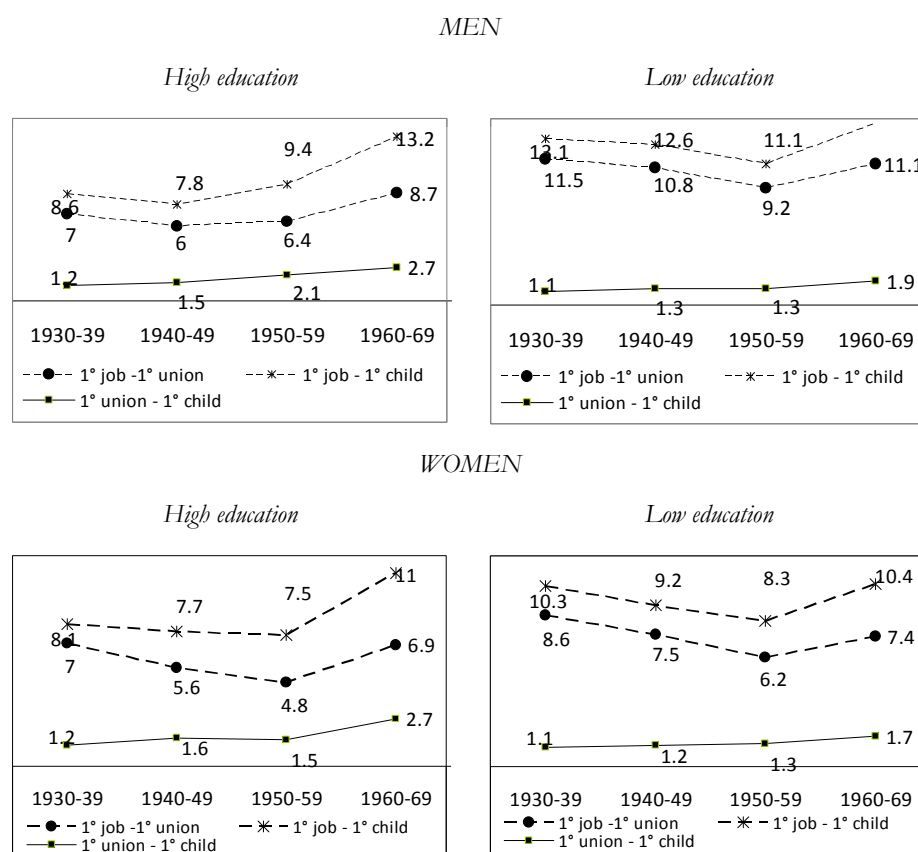 MEN
High education
Low education
13.2
9.4
7.8
8.6
7
6
6.4
8.7
1.2
1.5
2.1
2.7
1930-39 1940-49 1950-59 1960-69
1° job -1° union 1° job - 1° child
1° union - 1° child
13.1
12.6
11.1
11.5
10.8
9.2
11.1
1.1
1.3
1.3
1.9
1930-39 1940-49 1950-59 1960-69
1° job -1° union 1° job - 1° child
1° union - 1° child
WOMEN
High education
Low education
8.1
7.7
7.5
11
7
5.6
4.8
6.9
1.2
1.6
1.5
2.7
1930-39 1940-49 1950-59 1960-69
1° job -1° union 1° job - 1° child
1° union - 1° child
10.3
9.2
8.3
10.4
8.6
7.5
6.2
7.4
1.1
1.2
1.3
1.7
1930-39 1940-49 1950-59 1960-69
1° job -1° union 1° job - 1° child
1° union - 1° child